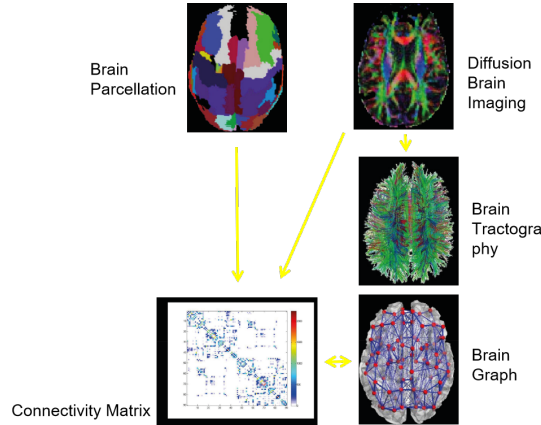 Brain
Parcellation
Diffusion
Brain
Imaging
Brain
Tractogra
phy
Brain
Graph
Connectivity Matrix